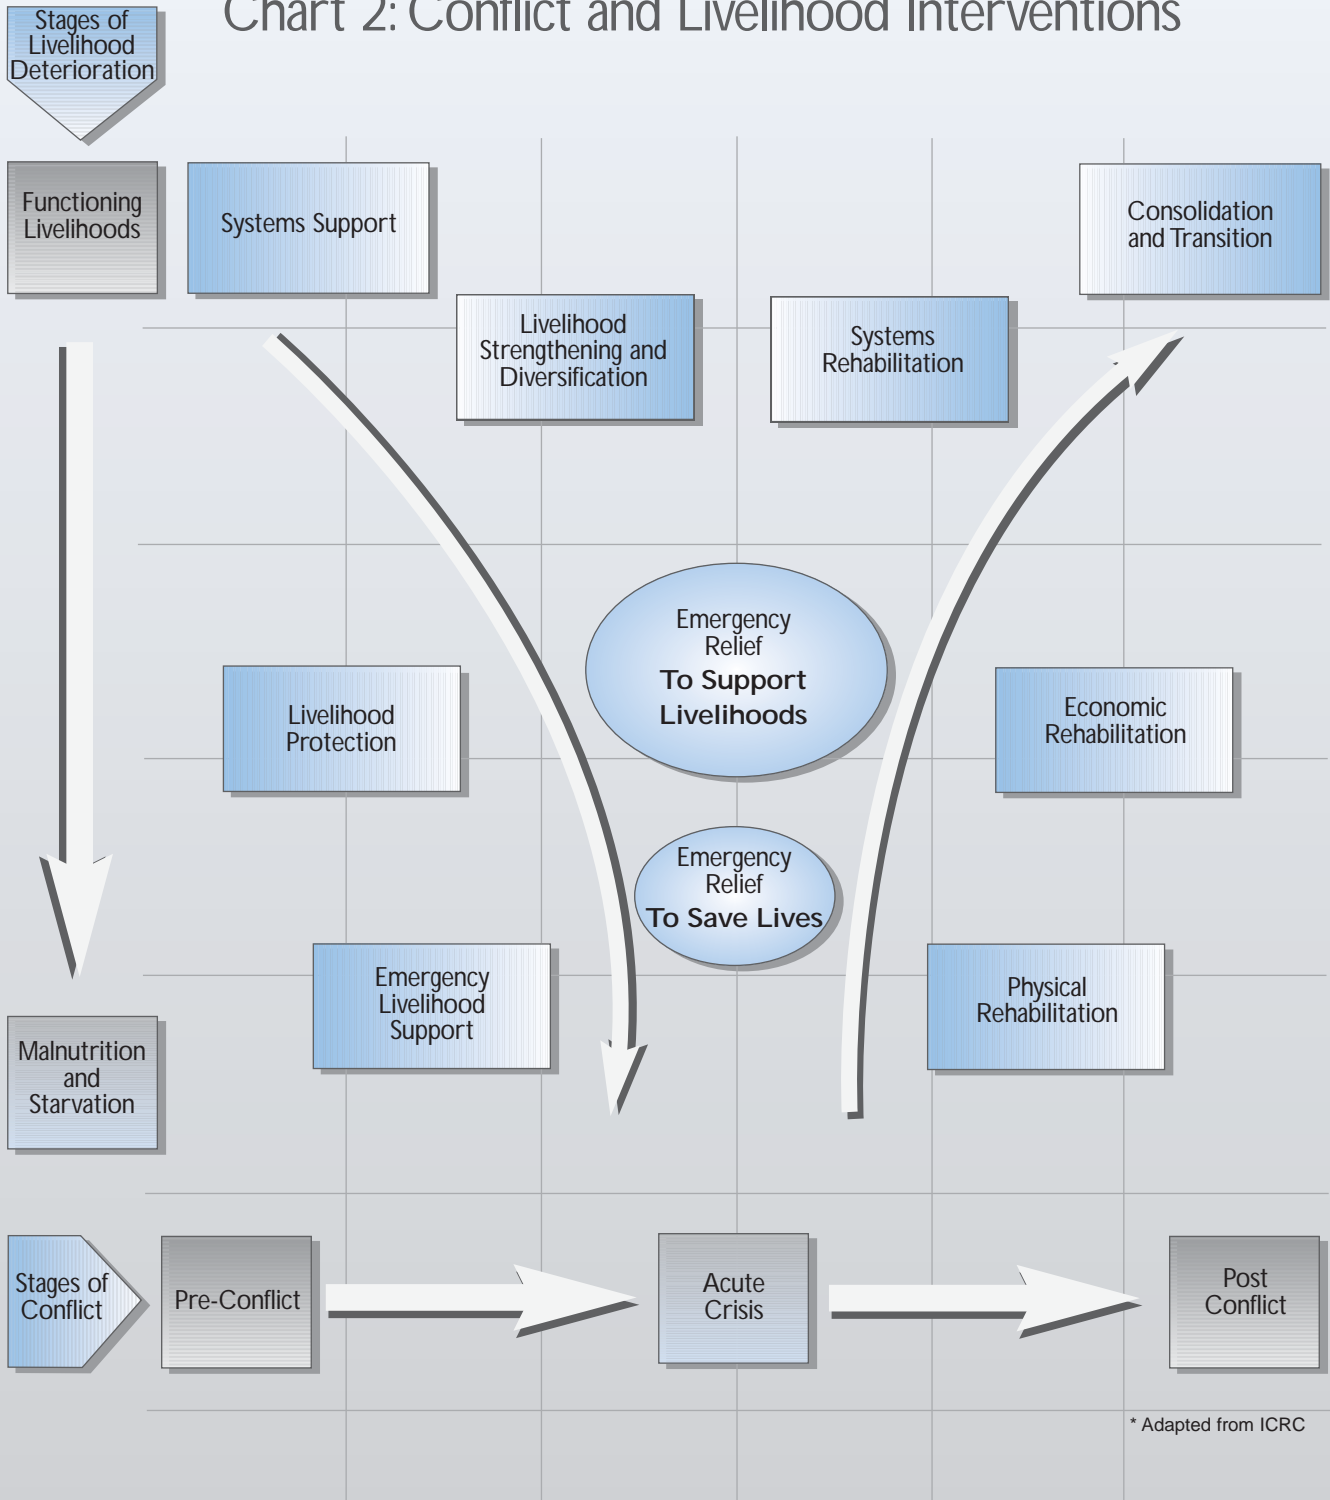 Chart 2: Conflict and Livelihood Interventions
Stages of
Livelihood
Deterioration
Functioning
Livelihoods
Systems Support
Consolidation
and Transition
Livelihood
Strengthening and
Diversification
Systems
Rehabilitation
Emergency
Relief
To Support
Livelihoods
Livelihood
Protection
Economic
Rehabilitation
Emergency
Relief
To Save Lives
Emergency
Livelihood
Support
Physical
Rehabilitation
Malnutrition
and
Starvation
Stages of
Conflict
Pre-Conflict
Acute
Crisis
Post
Conflict
* Adapted from ICRC